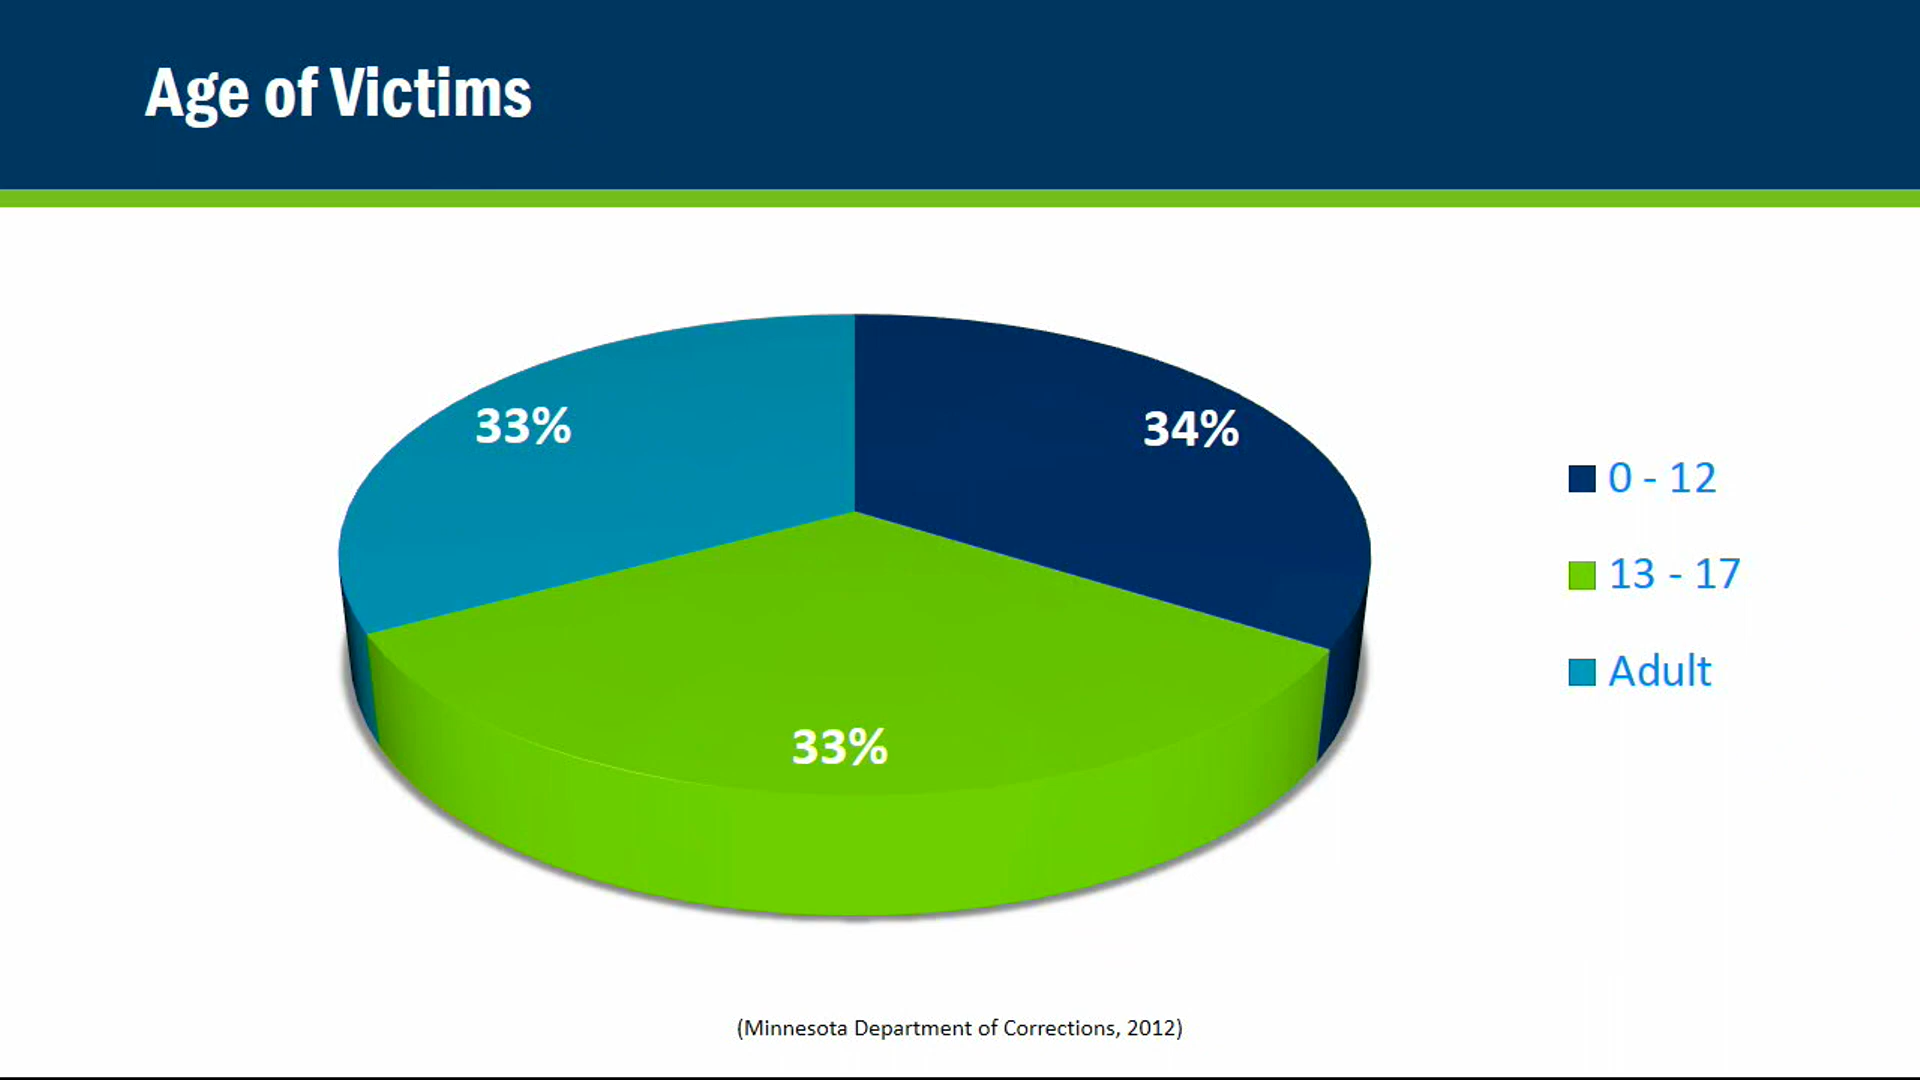 Age of Victims
33%
34%
33%
0 - 12
13 - 17
Adult
(Minnesota Department of Corrections, 2012)